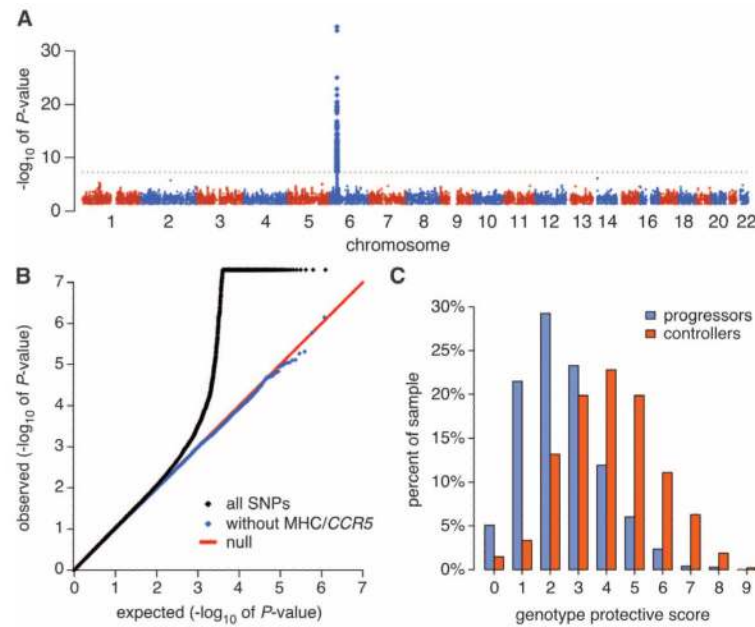 A
-log10 of P-value
30
20
10
0
1 2 3 4 5 6 7 8 9 10 11 12 13 14 16 18 20 22
chromosome
B
observed (-log10 of P-value)
7
6
5
4
3
2
1
0
all SNPs
without MHC/CCR5
null
0 1 2 3 4 5 6 7
expected (-log10 of P-value)
C
percent of sample
30%
25%
20%
15%
10%
5%
0%
progressors
controllers
0 1 2 3 4 5 6 7 8 9
genotype protective score